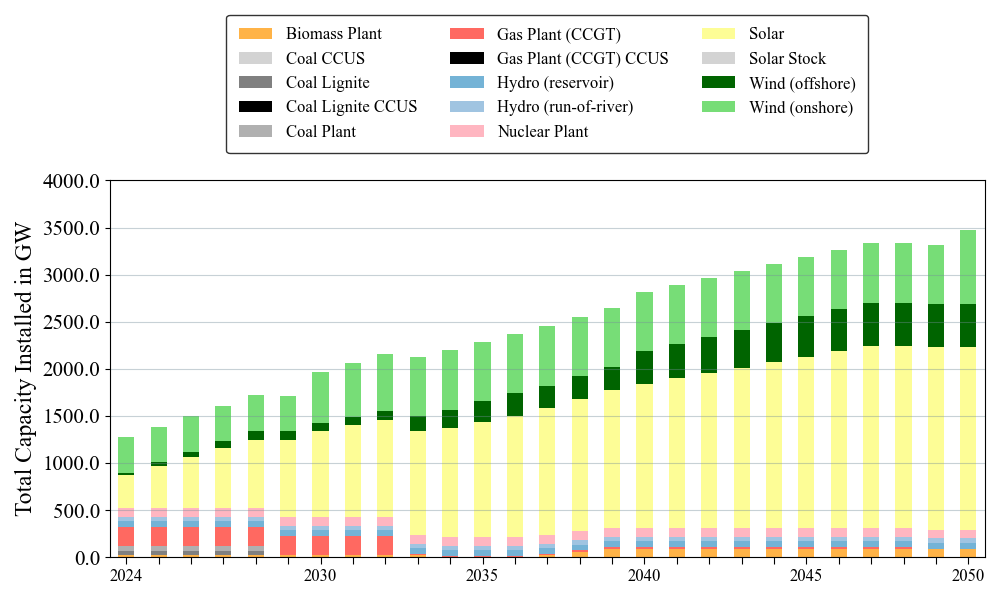 Biomass Plant
Coal CCUS
Coal Lignite
Coal Lignite CCUS
Coal Plant
Gas Plant (CCGT)
Gas Plant (CCGT) CCUS
Hydro (reservoir)
Hydro (run-of-river)
Nuclear Plant
Solar
Solar Stock
Wind (offshore)
Wind (onshore)
Total Capacity Installed in GW
4000.0
3500.0
3000.0
2500.0
2000.0
1500.0
1000.0
500.0
0.0
2024 2030 2035 2040 2045 2050